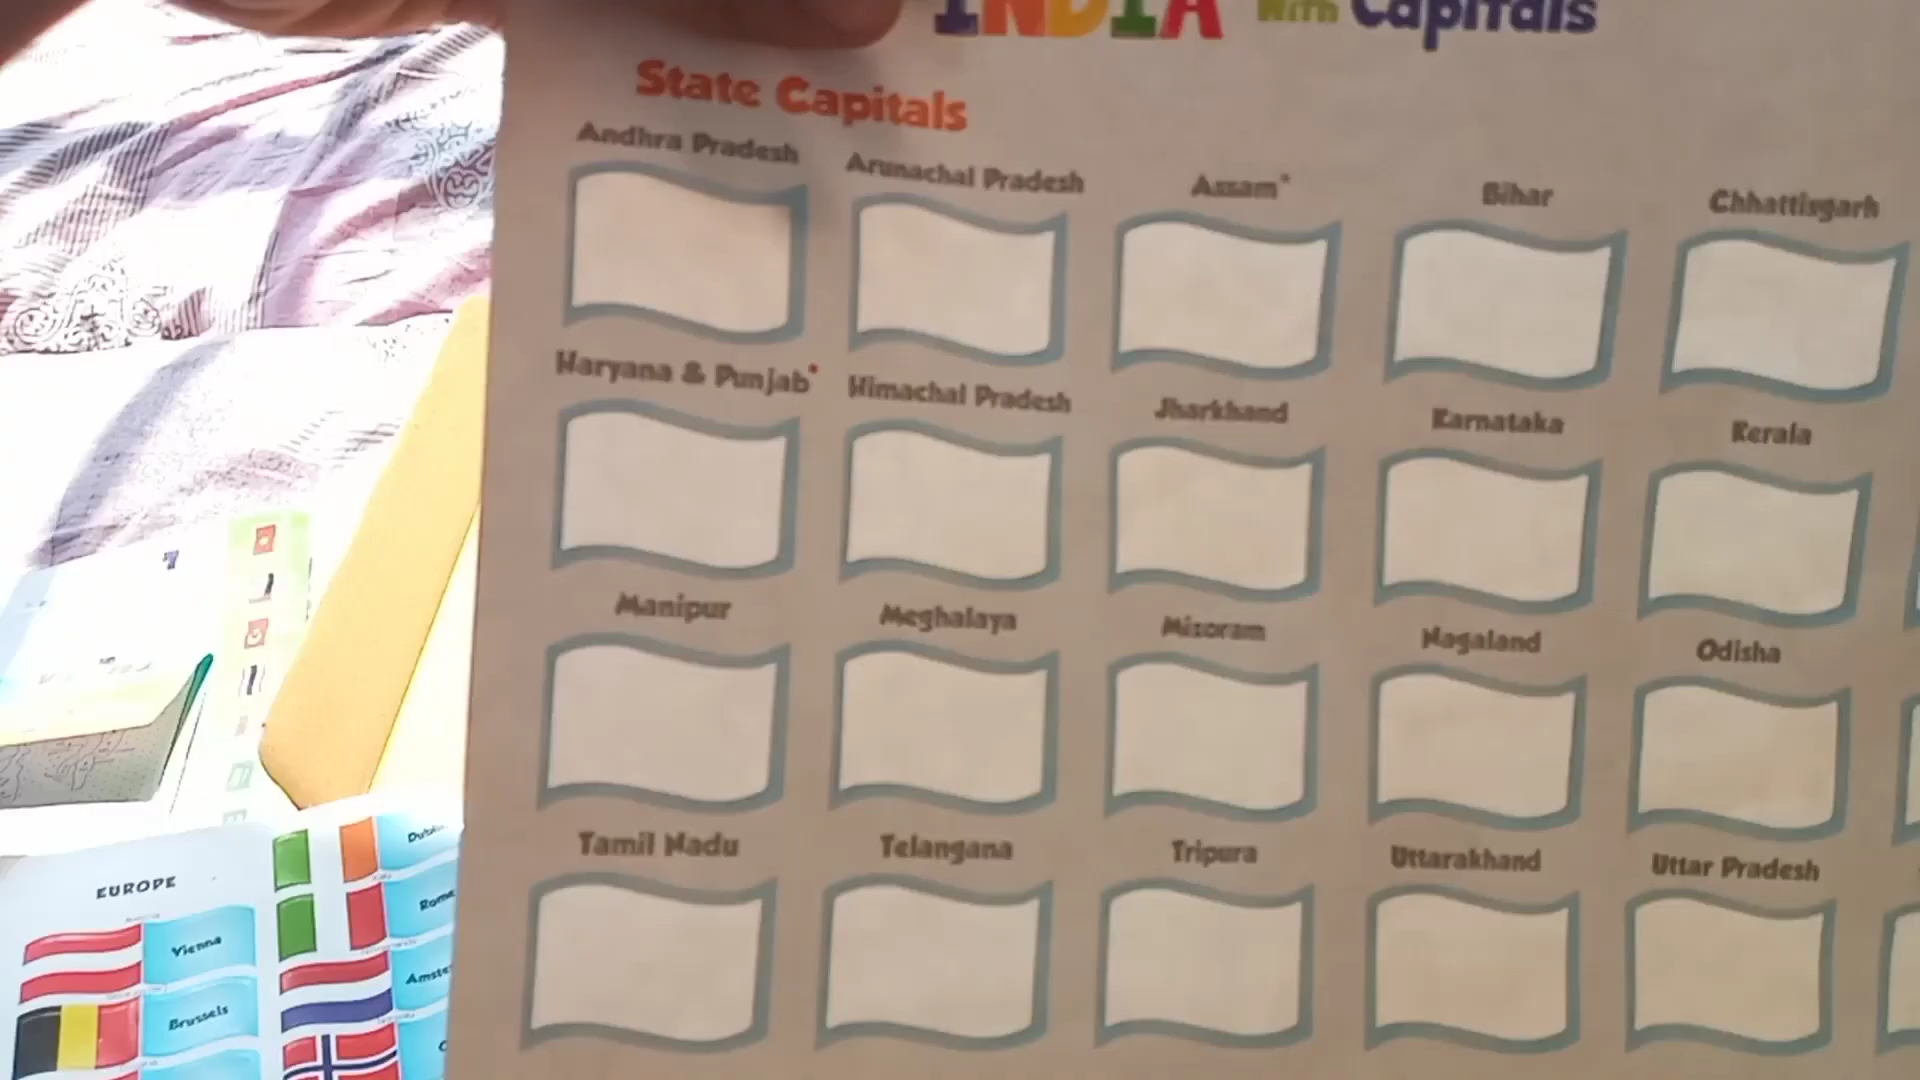 INDIA With Capitals
State Capitals
Andhra Pradesh
Arunachal Pradesh
Assam*
Bihar
Chhattisgarh
Haryana & Punjab*
Himachal Pradesh
Jharkhand
Karnataka
Kerala
Manipur
Meghalaya
Mizoram
Nagaland
Odisha
Tamil Nadu
Telangana
Tripura
Uttarakhand
Uttar Pradesh
EUROPE
Vienna
Brussels
Rome